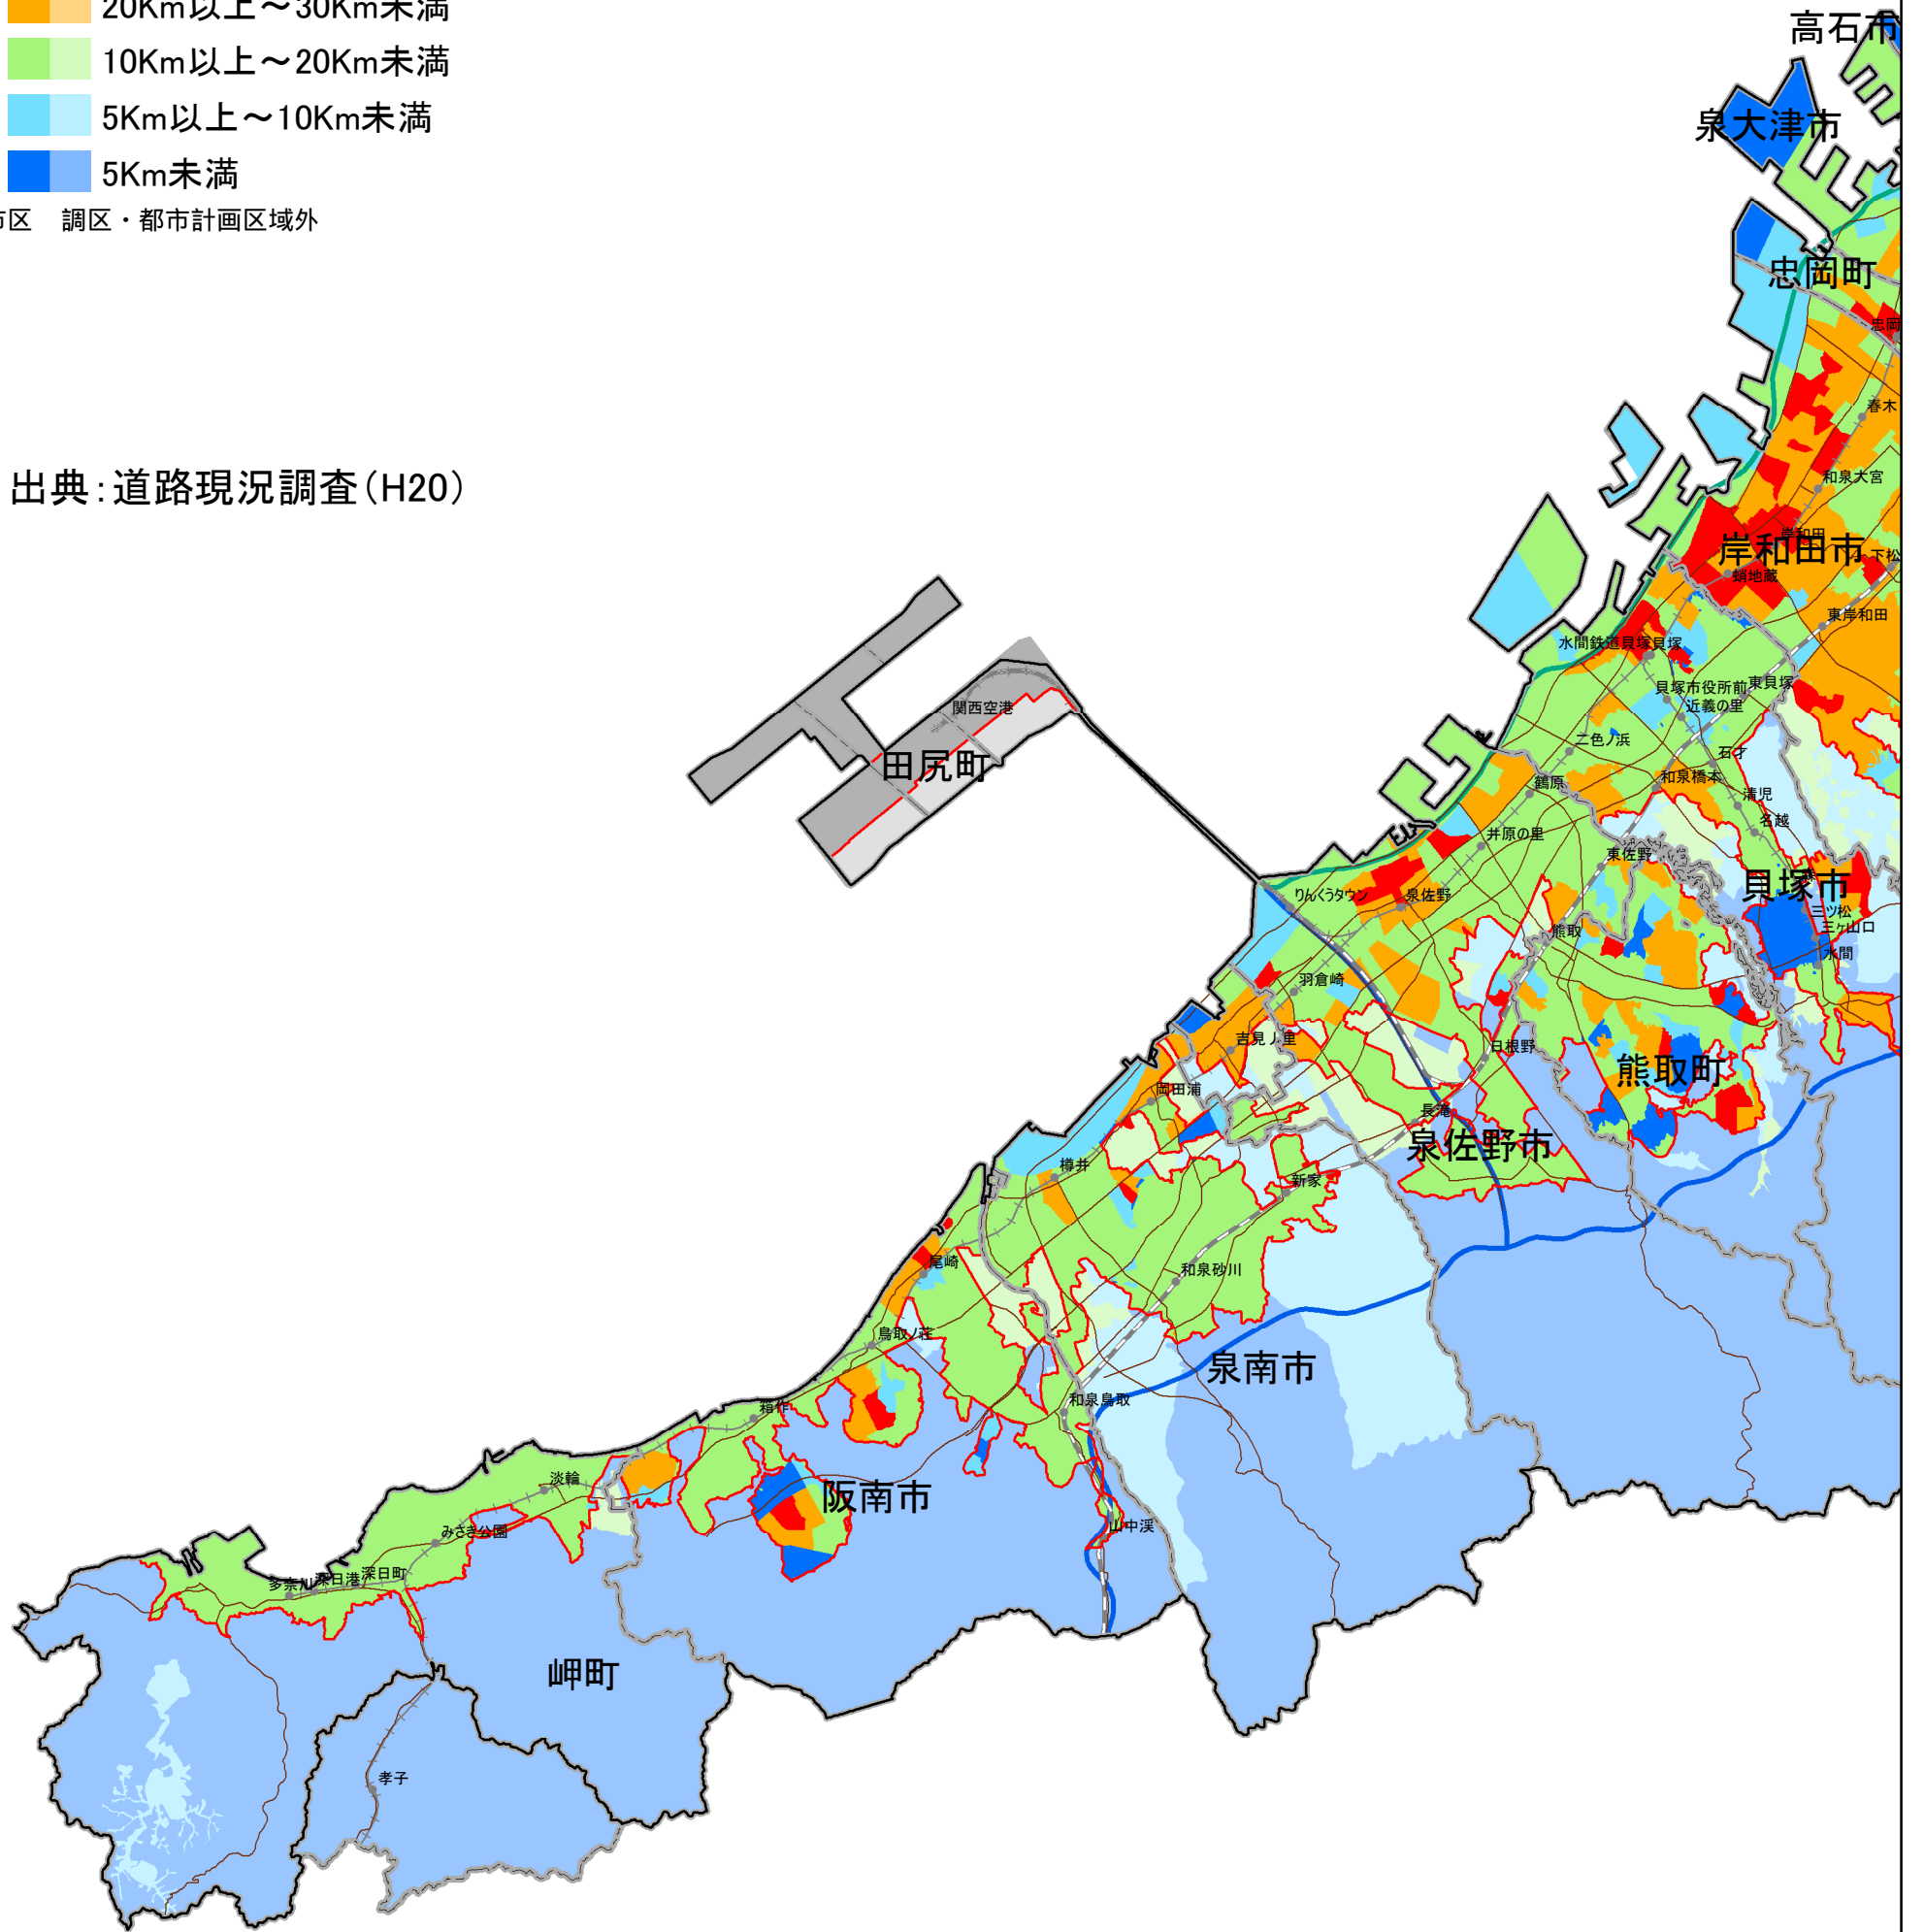 20Km以上～30Km未満
10Km以上～20Km未満
5Km以上～10Km未満
5Km未満
市区　調区・都市計画区域外
出典：道路現況調査（H20）
高石市
泉大津市
忠岡町
忠岡
春木
和泉大宮
岸和田
岸和田市
下松
蛸地蔵
東岸和田
水間鉄道貝塚
貝塚
貝塚市役所前
東貝塚
近義の里
関西空港
田尻町
二色ノ浜
石才
和泉橋本
鶴原
清児
名越
井原の里
東佐野
貝塚市
りんくうタウン
泉佐野
三ツ松
三ヶ山口
熊取
水間
羽倉崎
吉見ノ里
日根野
熊取町
岡田浦
長滝
泉佐野市
樽井
新家
尾崎
和泉砂川
鳥取ノ荘
泉南市
和泉鳥取
箱作
淡輪
阪南市
みさき公園
山中渓
多奈川
深日港
深日町
岬町
孝子